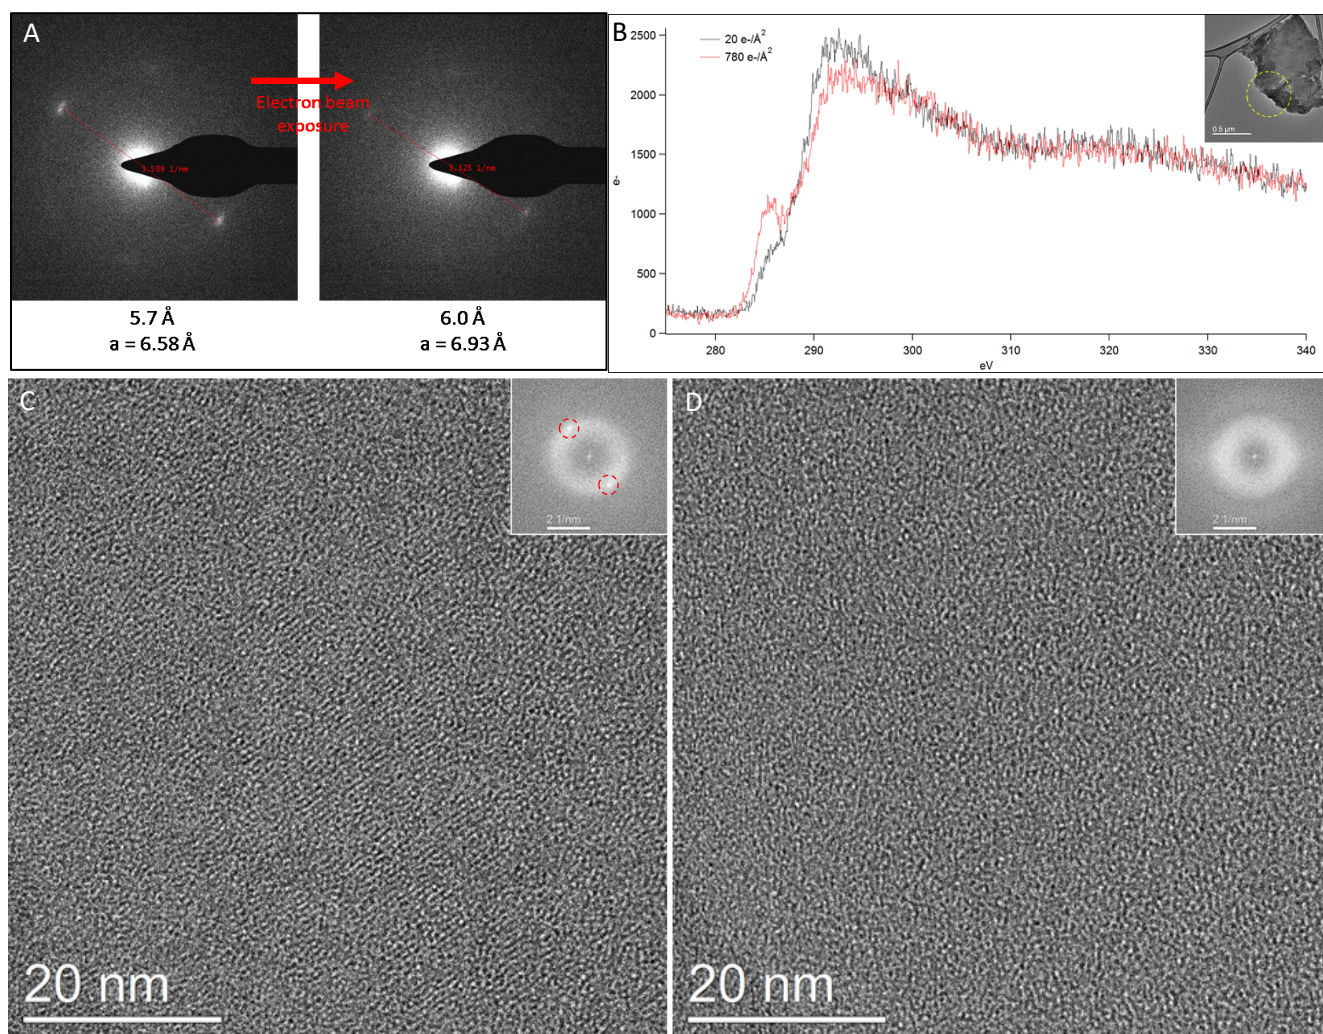 A
Electron beam
exposure
3.509 1/nm
3.325 1/nm
5.7 Å
a = 6.58 Å
6.0 Å
a = 6.93 Å
B
2500
2000
1500
1000
500
0
e-
20 e-/Å²
780 e-/Å²
0.5 μm
280
290
300
310
320
330
340
eV
C
2 1/nm
20 nm
D
2 1/nm
20 nm